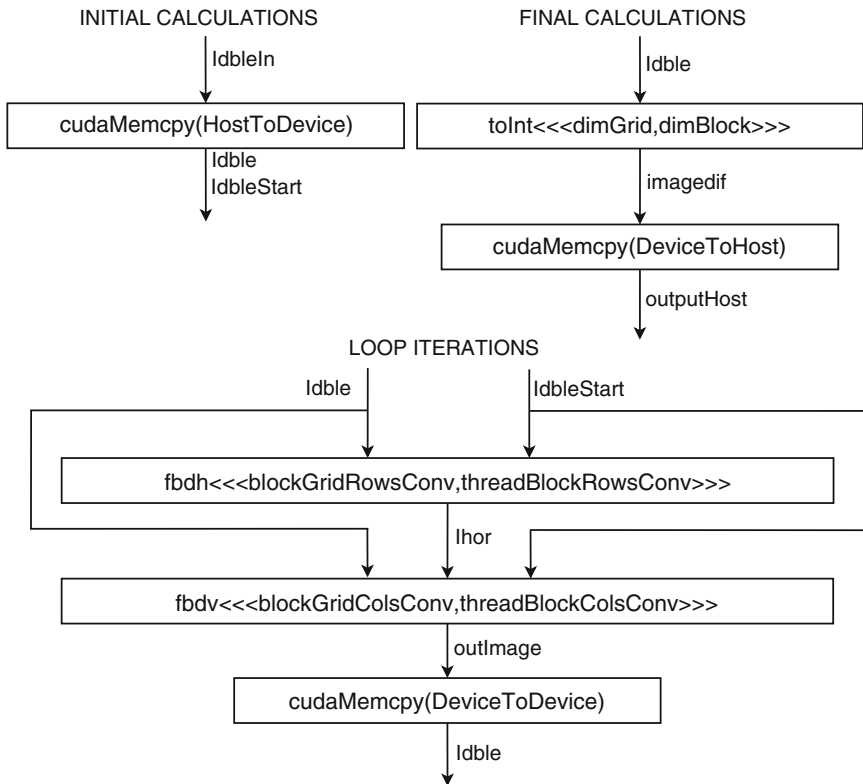 INITIAL CALCULATIONS
IdbleIn
cudaMemcpy(HostToDevice)
Idble
IdbleStart
FINAL CALCULATIONS
Idble
toInt<<<dimGrid,dimBlock>>>
imagedif
cudaMemcpy(DeviceToHost)
outputHost
LOOP ITERATIONS
Idble
IdbleStart
fbdh<<<blockGridRowsConv,threadBlockRowsConv>>>
Ihor
fbdv<<<blockGridColsConv,threadBlockColsConv>>>
outImage
cudaMemcpy(DeviceToDevice)
Idble